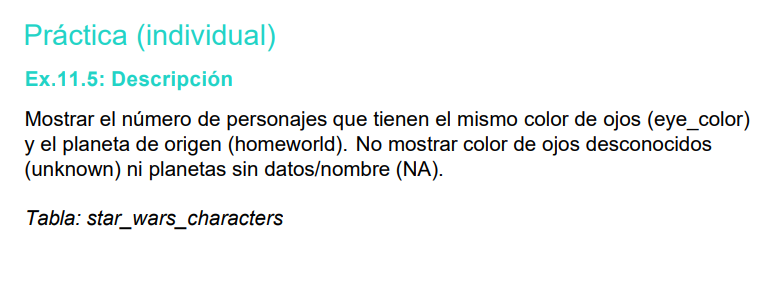 Práctica (individual)
Ex.11.5: Descripción
Mostrar el número de personajes que tienen el mismo color de ojos (eye_color)
y el planeta de origen (homeworld). No mostrar color de ojos desconocidos
(unknown) ni planetas sin datos/nombre (NA).
Tabla: star_wars_characters